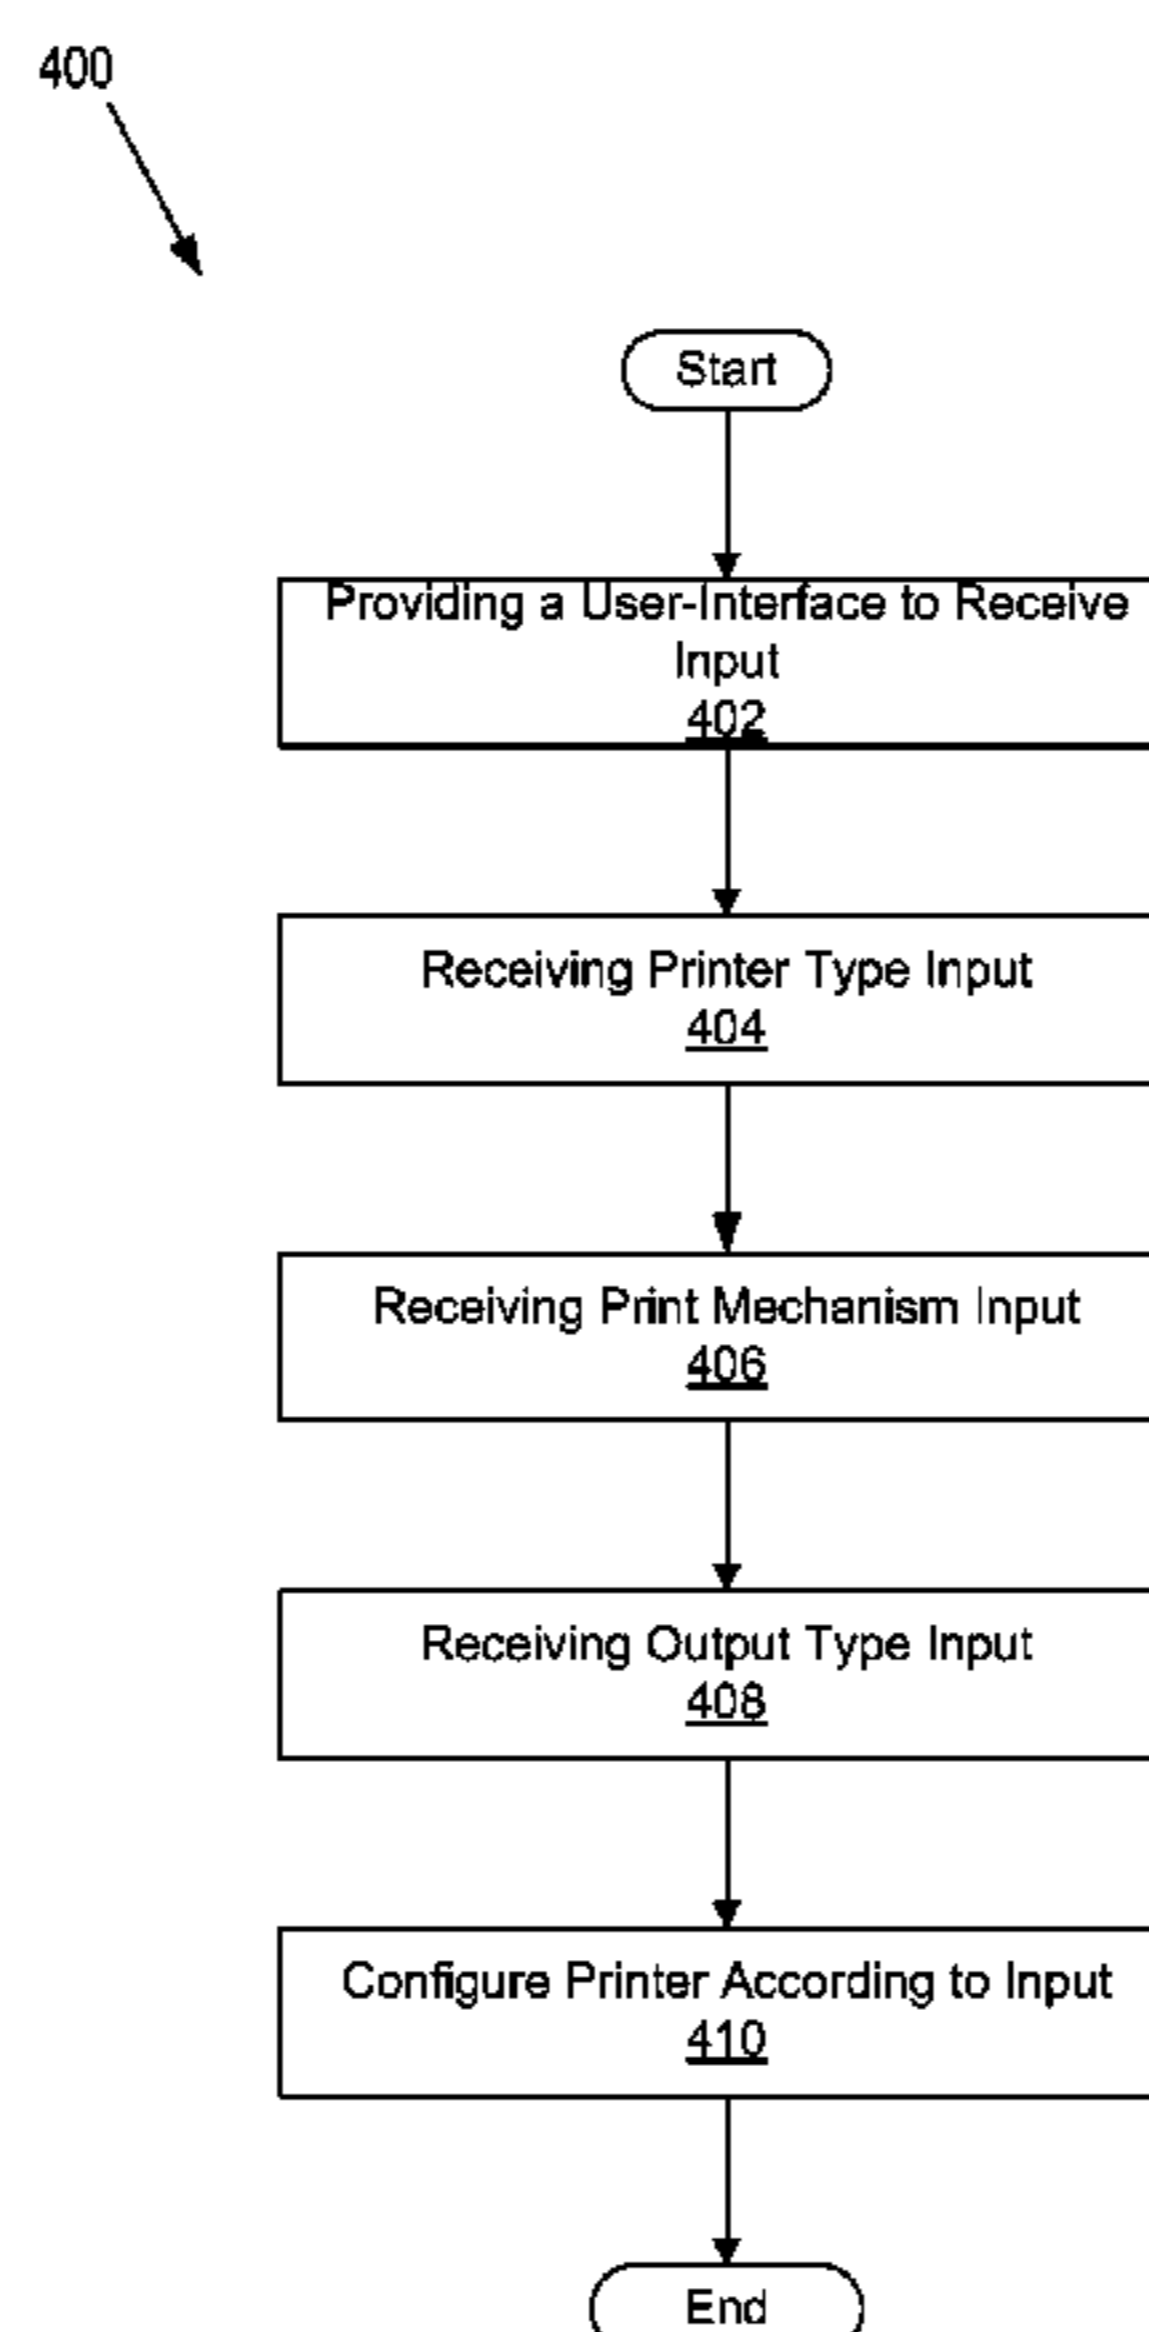 400
Start
Providing a User-Interface to Receive
Input
402
Receiving Printer Type Input
404
Receiving Print Mechanism Input
406
Receiving Output Type Input
408
Configure Printer According to Input
410
End